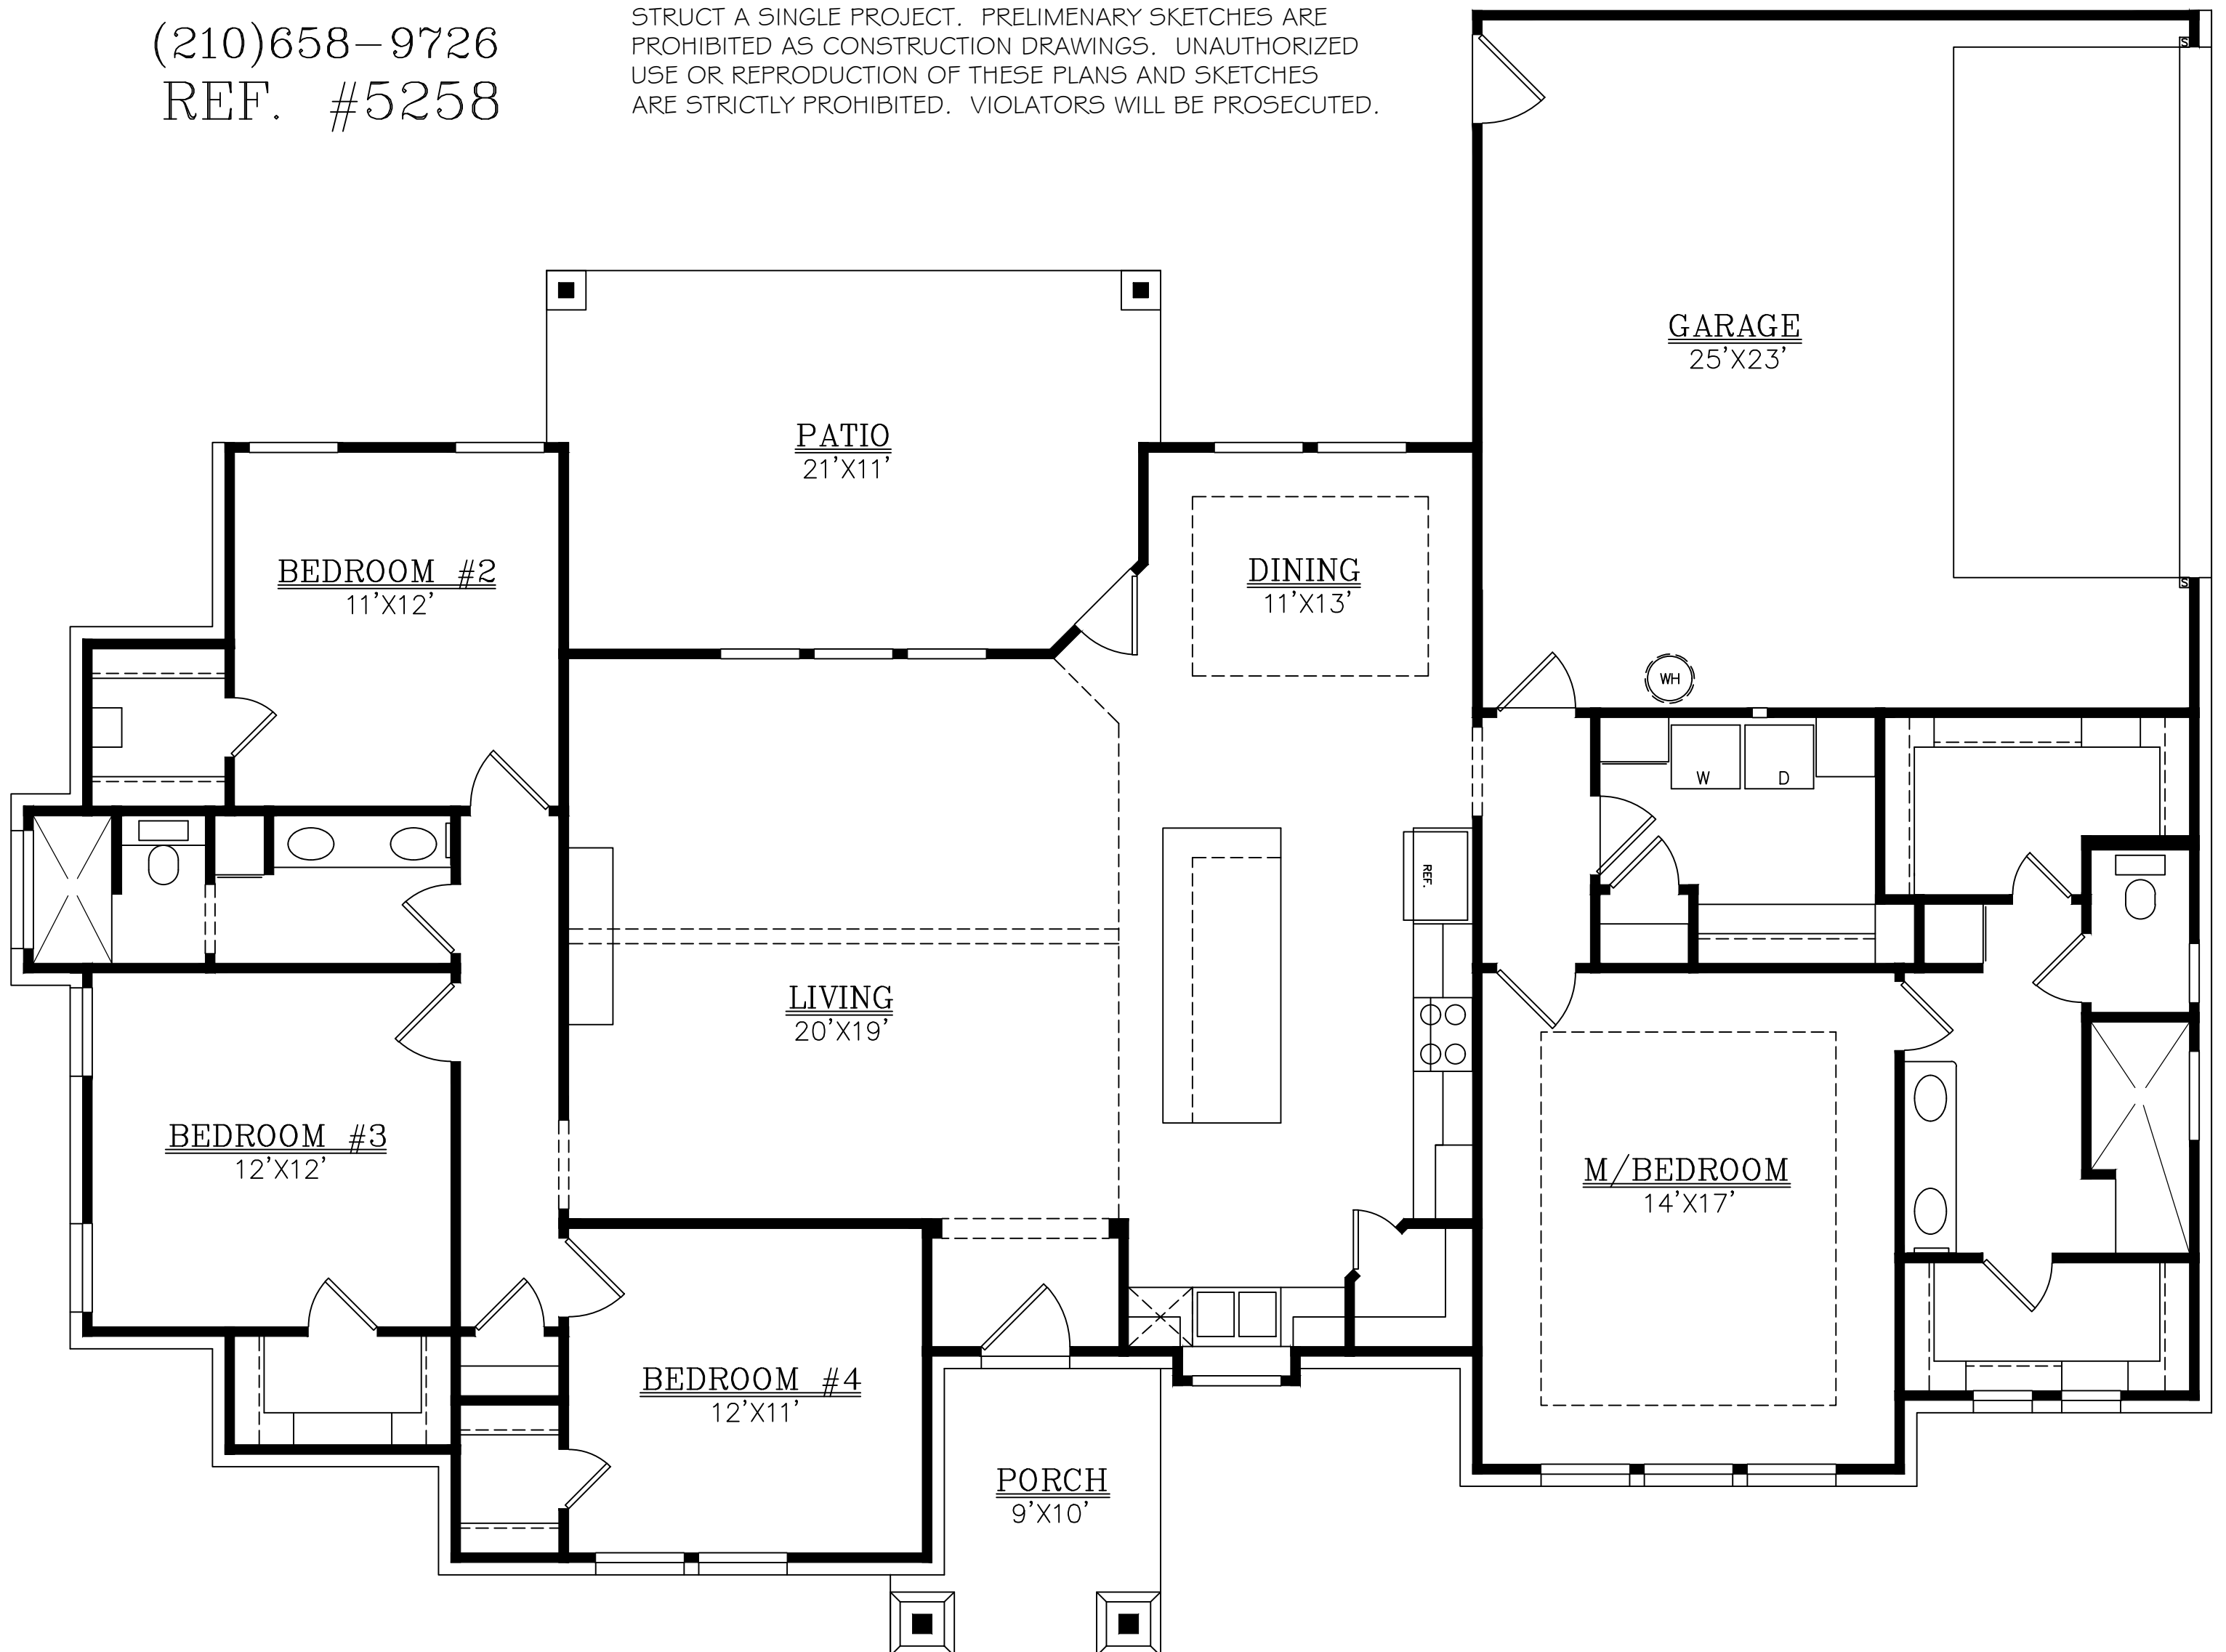 (210)658-9726
REF. #5258
STRUCT A SINGLE PROJECT. PRELIMENARY SKETCHES ARE
PROHIBITED AS CONSTRUCTION DRAWINGS. UNAUTHORIZED
USE OR REPRODUCTION OF THESE PLANS AND SKETCHES
ARE STRICTLY PROHIBITED. VIOLATORS WILL BE PROSECUTED.
S
GARAGE
25'X23'
PATIO
21'X11'
BEDROOM #2
11'X12'
DINING
11'X13'
S
WH
W
D
REF.
LIVING
20'X19'
BEDROOM #3
12'X12'
M/BEDROOM
14'X17'
BEDROOM #4
12'X11'
PORCH
9'X10'